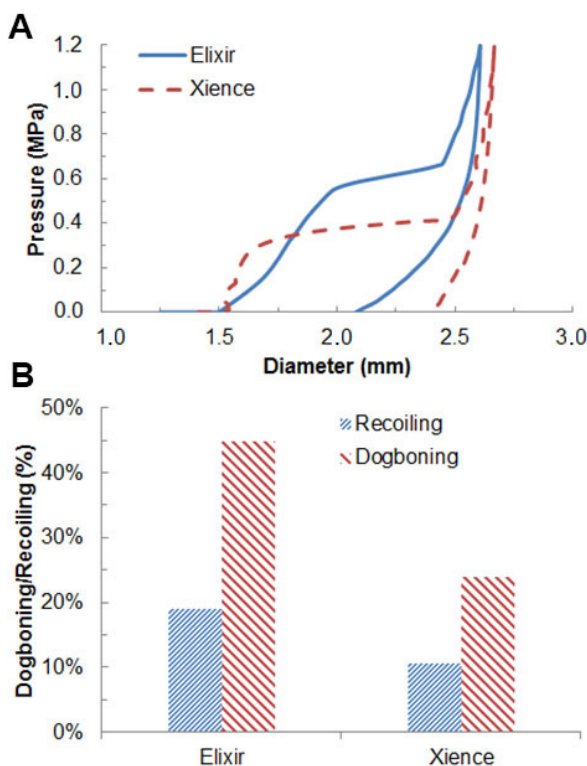 A
1.2
1.0
0.8
0.6
0.4
0.2
0.0
Pressure (MPa)
Elixir
Xience
1.0
1.5
2.0
2.5
3.0
Diameter (mm)
B
50%
40%
30%
20%
10%
0%
Dogboning/Recoiling (%)
Recoiling
Dogboning
Elixir
Xience